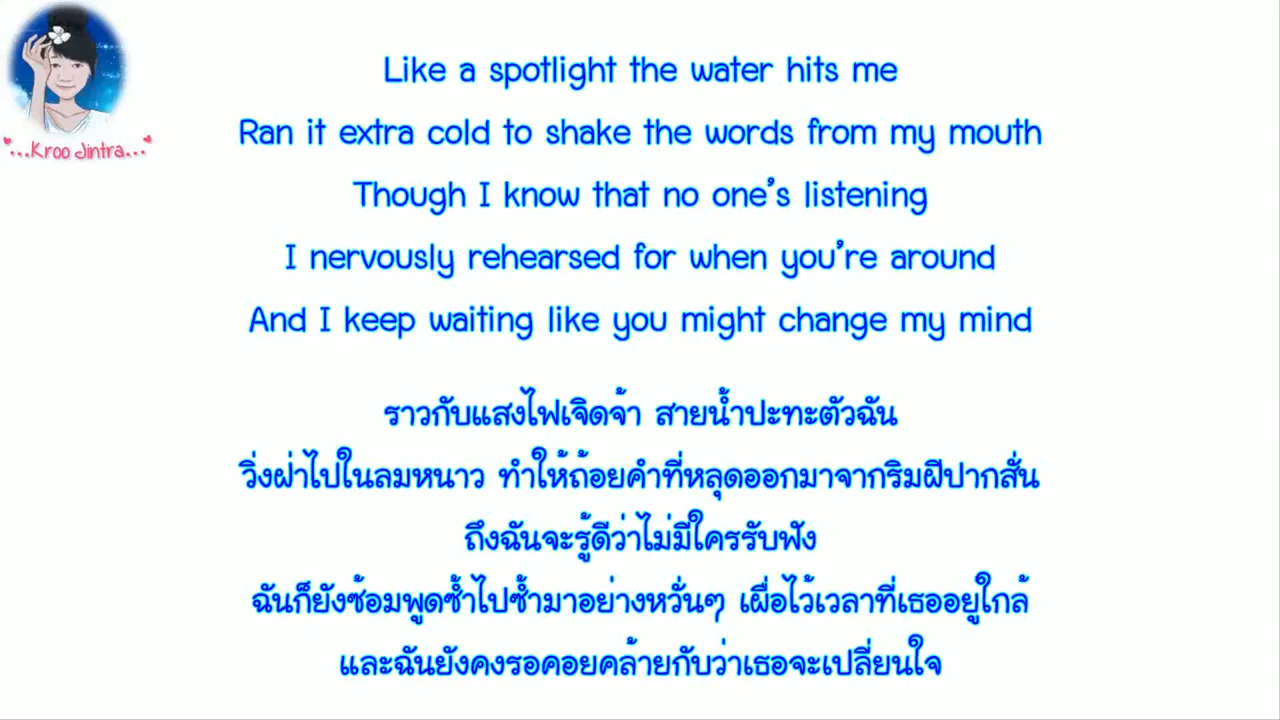 ...Kroo Jintra...
Like a spotlight the water hits me
Ran it extra cold to shake the words from my mouth
Though I know that no one's listening
I nervously rehearsed for when you're around
And I keep waiting like you might change my mind
ราวกับแสงไฟเจิดจ้า สายน้ำปะทะตัวฉัน
วิ่งผ่าไปในลมหนาว ทำให้ถ้อยคำที่หลุดออกมาจากริมฝีปากสั่น
ถึงฉันจะรู้ดีว่าไม่มีใครรับฟัง
ฉันก็ยังซ้อมพูดซ้ำไปซ้ำมาอย่างหวั่นๆ เผื่อไว้เวลาที่เธออยู่ใกล้
และฉันยังคงรอคอยคล้ายกับว่าเธอจะเปลี่ยนใจ